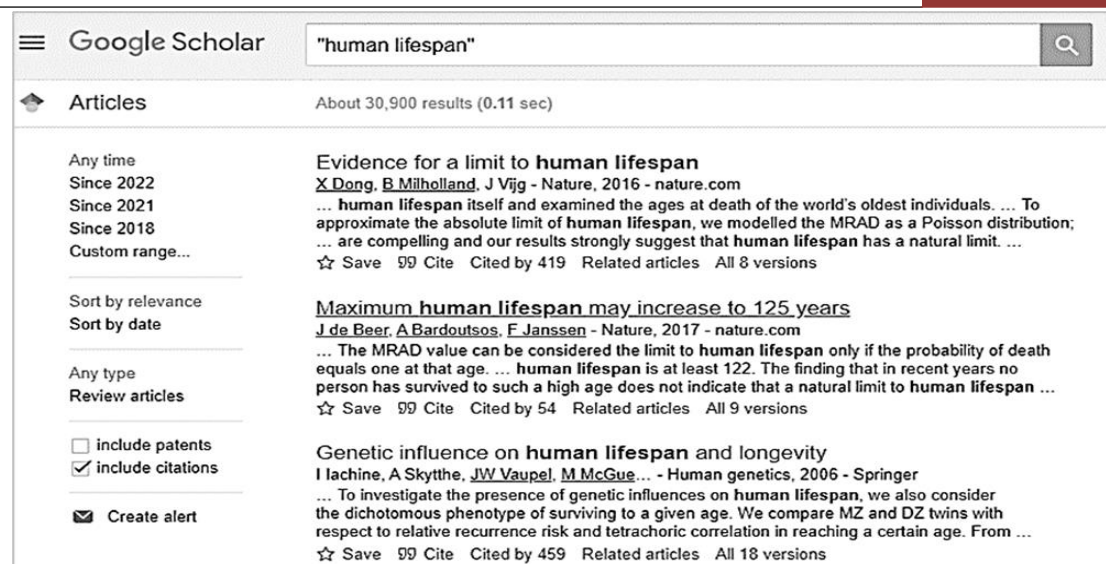 Google Scholar
"human lifespan"
Articles
About 30,900 results (0.11 sec)
Any time
Since 2022
Since 2021
Since 2018
Custom range...
Sort by relevance
Sort by date
Any type
Review articles
include patents
include citations
Create alert
Evidence for a limit to human lifespan
X Dong, B Milholland, J Vijg - Nature, 2016 - nature.com
... human lifespan itself and examined the ages at death of the world's oldest individuals. ... To
approximate the absolute limit of human lifespan, we modelled the MRAD as a Poisson distribution;
... are compelling and our results strongly suggest that human lifespan has a natural limit. ...
Save Cite Cited by 419 Related articles All 8 versions
Maximum human lifespan may increase to 125 years
J de Beer, A Bardoutsos, F Janssen - Nature, 2017 - nature.com
... The MRAD value can be considered the limit to human lifespan only if the probability of death
equals one at that age. ... human lifespan is at least 122. The finding that in recent years no
person has survived to such a high age does not indicate that a natural limit to human lifespan ...
Save Cite Cited by 54 Related articles All 9 versions
Genetic influence on human lifespan and longevity
I Iachine, A Skytthe, JW Vaupel, M McGue... - Human genetics, 2006 - Springer
... To investigate the presence of genetic influences on human lifespan, we also consider
the dichotomous phenotype of surviving to a given age. We compare MZ and DZ twins with
respect to relative recurrence risk and tetrachoric correlation in reaching a certain age. From ...
Save Cite Cited by 459 Related articles All 18 versions